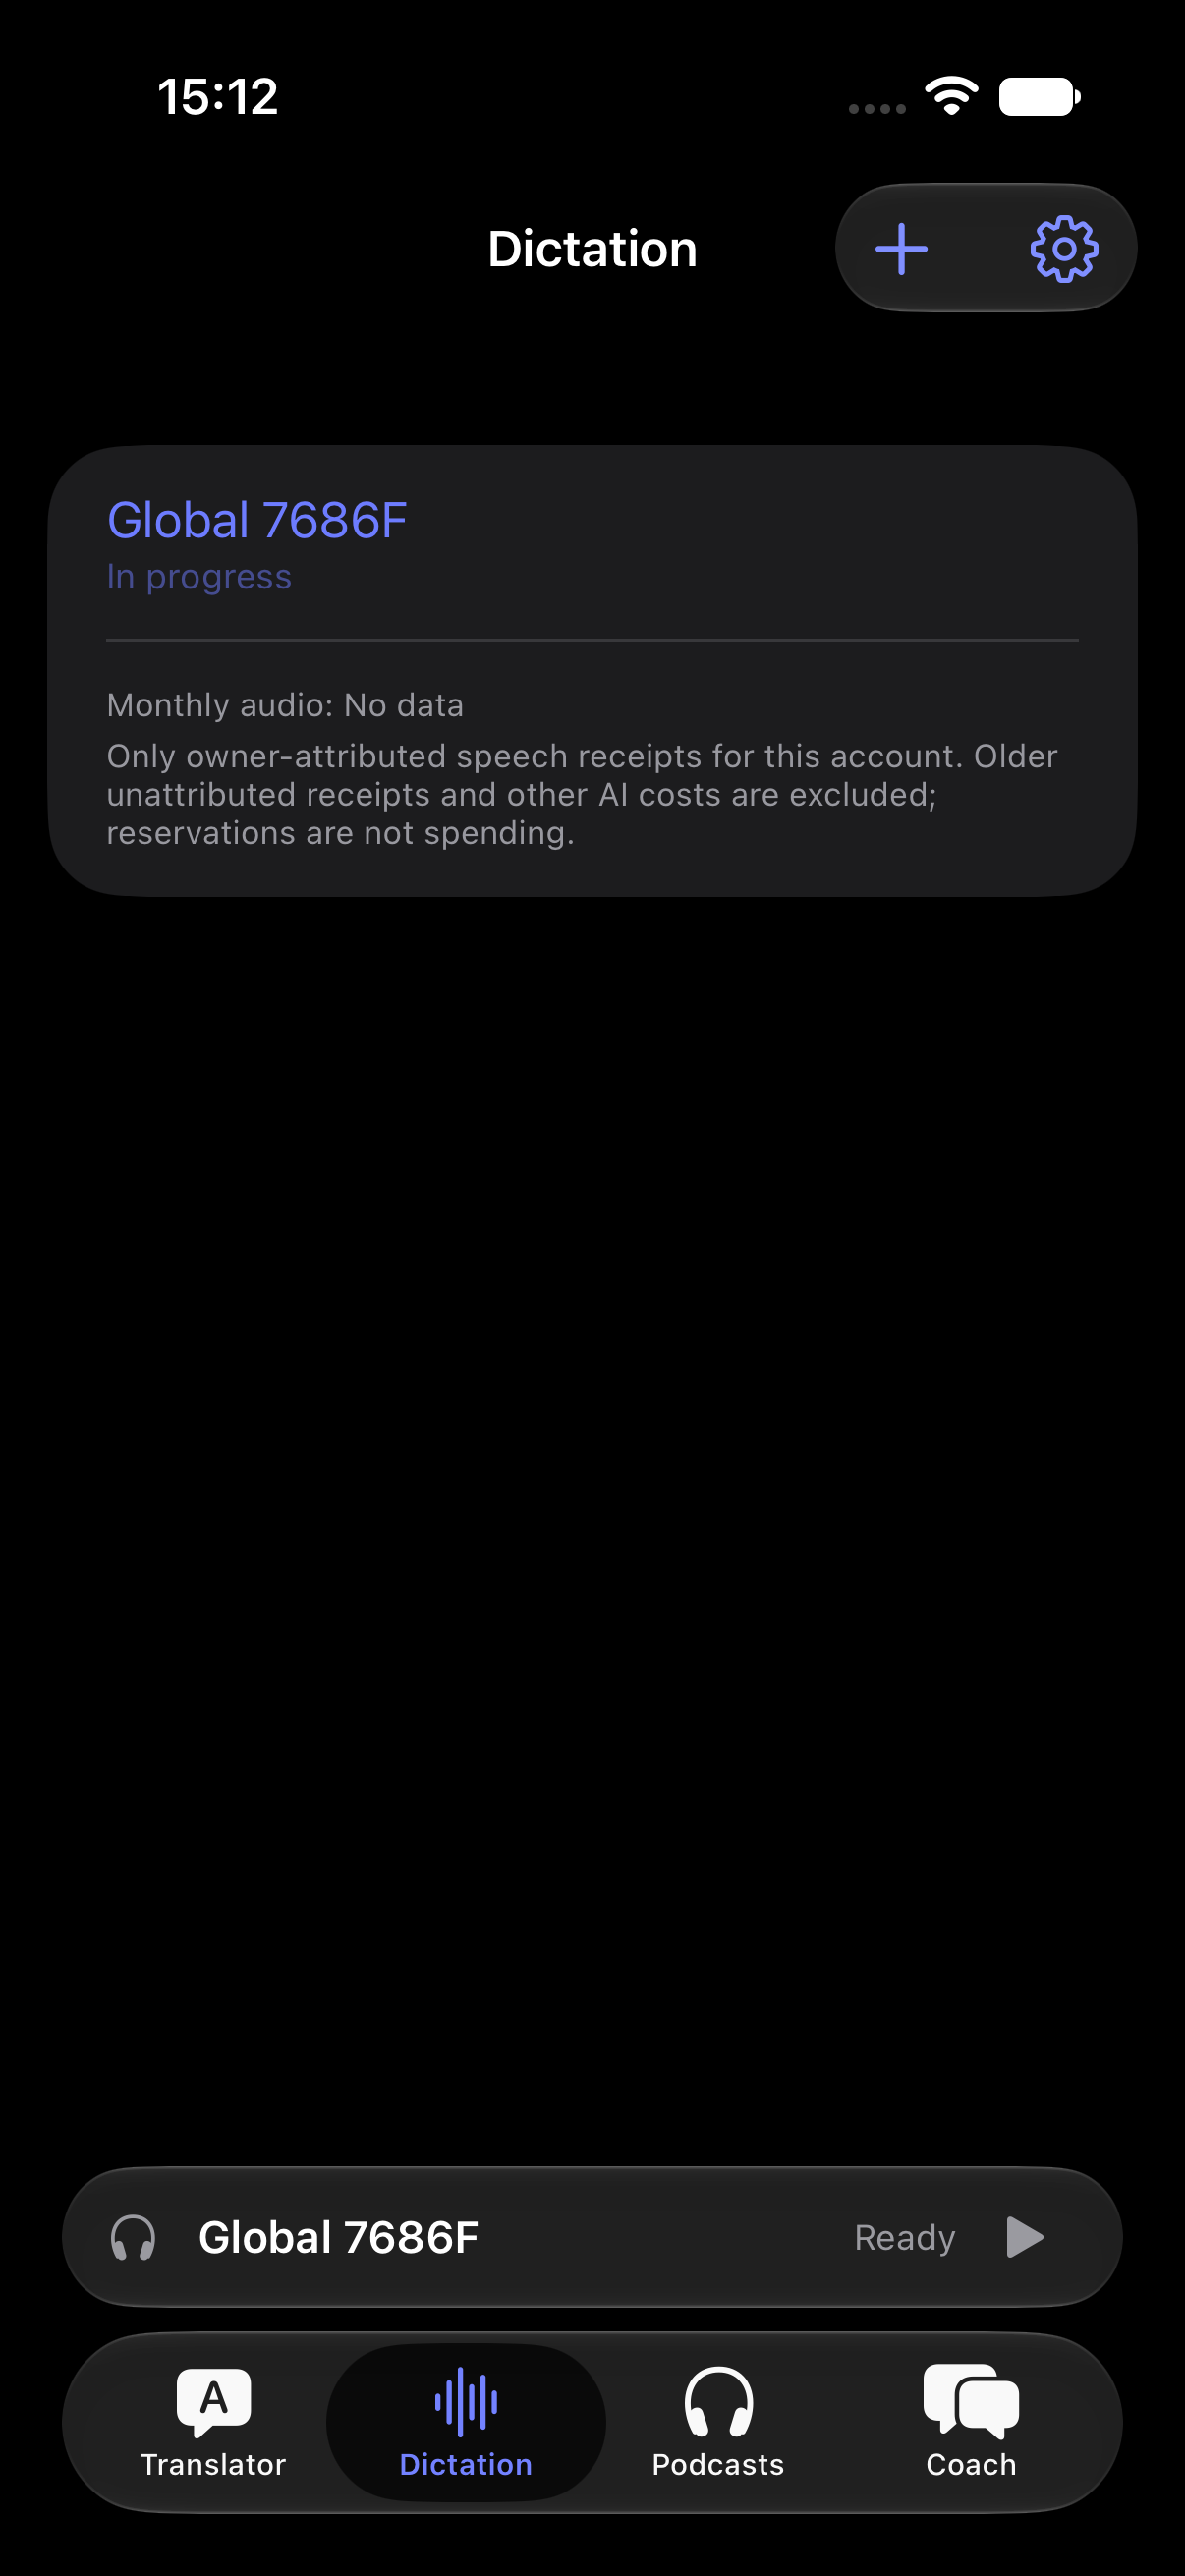 15:12
Dictation
Global 7686F
In progress
Monthly audio: No data
Only owner-attributed speech receipts for this account. Older
unattributed receipts and other AI costs are excluded;
reservations are not spending.
Global 7686F
Ready
A
Translator
Dictation
Podcasts
Coach